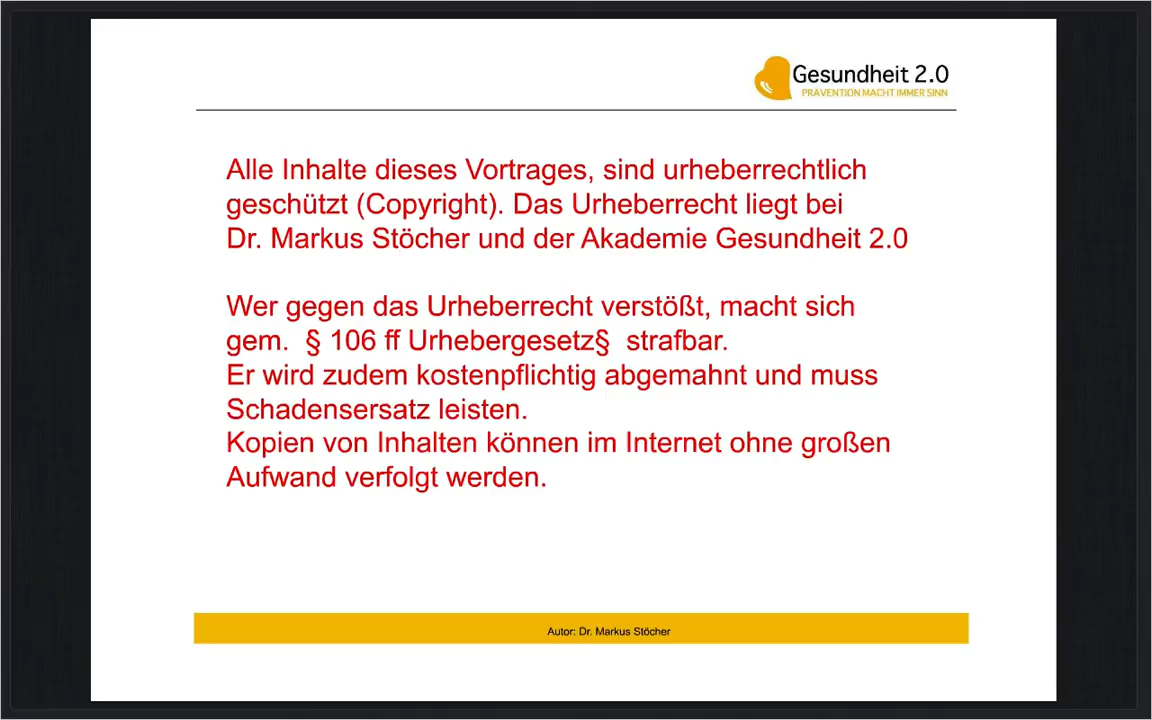 Gesundheit 2.0
PRÄVENTION MACHT IMMER SINN
Alle Inhalte dieses Vortrages, sind urheberrechtlich
geschützt (Copyright). Das Urheberrecht liegt bei
Dr. Markus Stöcher und der Akademie Gesundheit 2.0
Wer gegen das Urheberrecht verstößt, macht sich
gem. § 106 ff Urhebergesetz§ strafbar.
Er wird zudem kostenpflichtig abgemahnt und muss
Schadensersatz leisten.
Kopien von Inhalten können im Internet ohne großen
Aufwand verfolgt werden.
Autor: Dr. Markus Stöcher